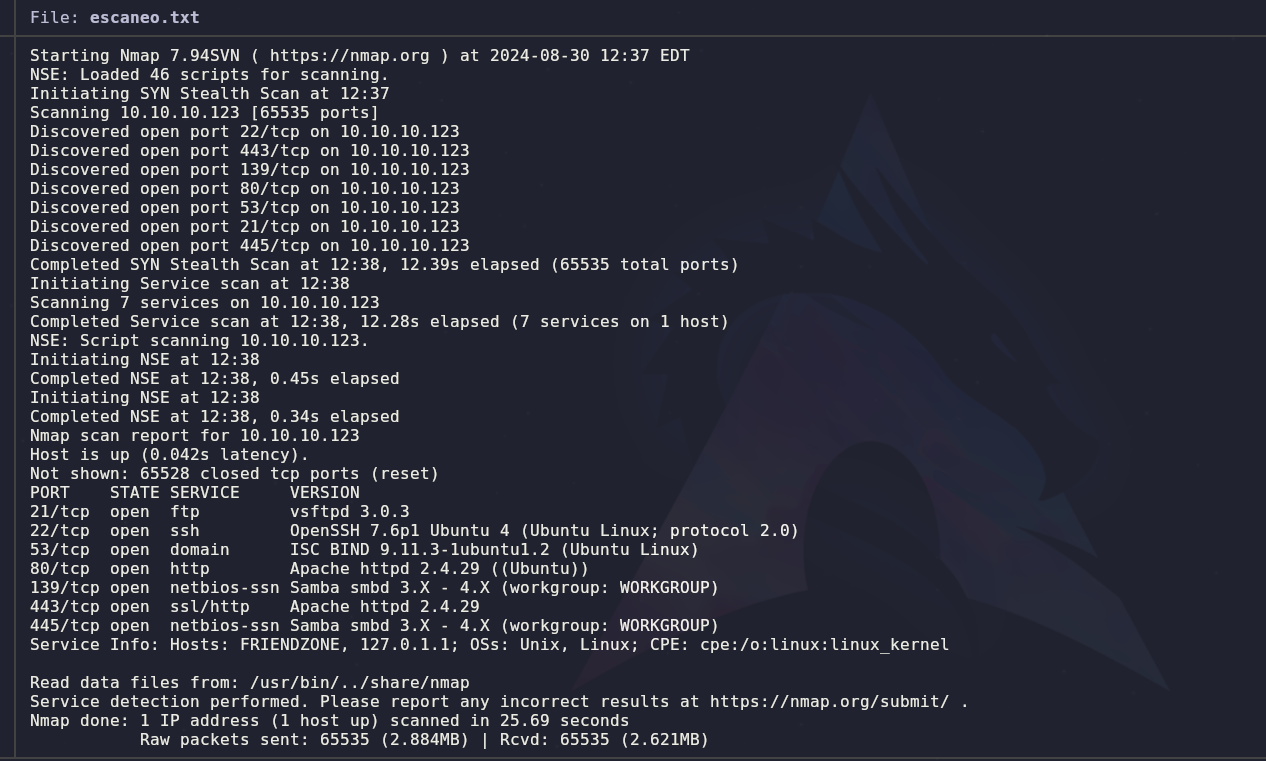 File: escaneo.txt
Starting Nmap 7.94SVN ( https://nmap.org ) at 2024-08-30 12:37 EDT
NSE: Loaded 46 scripts for scanning.
Initiating SYN Stealth Scan at 12:37
Scanning 10.10.10.123 [65535 ports]
Discovered open port 22/tcp on 10.10.10.123
Discovered open port 443/tcp on 10.10.10.123
Discovered open port 139/tcp on 10.10.10.123
Discovered open port 80/tcp on 10.10.10.123
Discovered open port 53/tcp on 10.10.10.123
Discovered open port 21/tcp on 10.10.10.123
Discovered open port 445/tcp on 10.10.10.123
Completed SYN Stealth Scan at 12:38, 12.39s elapsed (65535 total ports)
Initiating Service scan at 12:38
Scanning 7 services on 10.10.10.123
Completed Service scan at 12:38, 12.28s elapsed (7 services on 1 host)
NSE: Script scanning 10.10.10.123.
Initiating NSE at 12:38
Completed NSE at 12:38, 0.45s elapsed
Initiating NSE at 12:38
Completed NSE at 12:38, 0.34s elapsed
Nmap scan report for 10.10.10.123
Host is up (0.042s latency).
Not shown: 65528 closed tcp ports (reset)
PORT    STATE SERVICE     VERSION
21/tcp  open  ftp         vsftpd 3.0.3
22/tcp  open  ssh         OpenSSH 7.6p1 Ubuntu 4 (Ubuntu Linux; protocol 2.0)
53/tcp  open  domain      ISC BIND 9.11.3-1ubuntu1.2 (Ubuntu Linux)
80/tcp  open  http        Apache httpd 2.4.29 ((Ubuntu))
139/tcp open  netbios-ssn Samba smbd 3.X - 4.X (workgroup: WORKGROUP)
443/tcp open  ssl/http    Apache httpd 2.4.29
445/tcp open  netbios-ssn Samba smbd 3.X - 4.X (workgroup: WORKGROUP)
Service Info: Hosts: FRIENDZONE, 127.0.1.1; OSs: Unix, Linux; CPE: cpe:/o:linux:linux_kernel
Read data files from: /usr/bin/../share/nmap
Service detection performed. Please report any incorrect results at https://nmap.org/submit/ .
Nmap done: 1 IP address (1 host up) scanned in 25.69 seconds
Raw packets sent: 65535 (2.884MB) | Rcvd: 65535 (2.621MB)